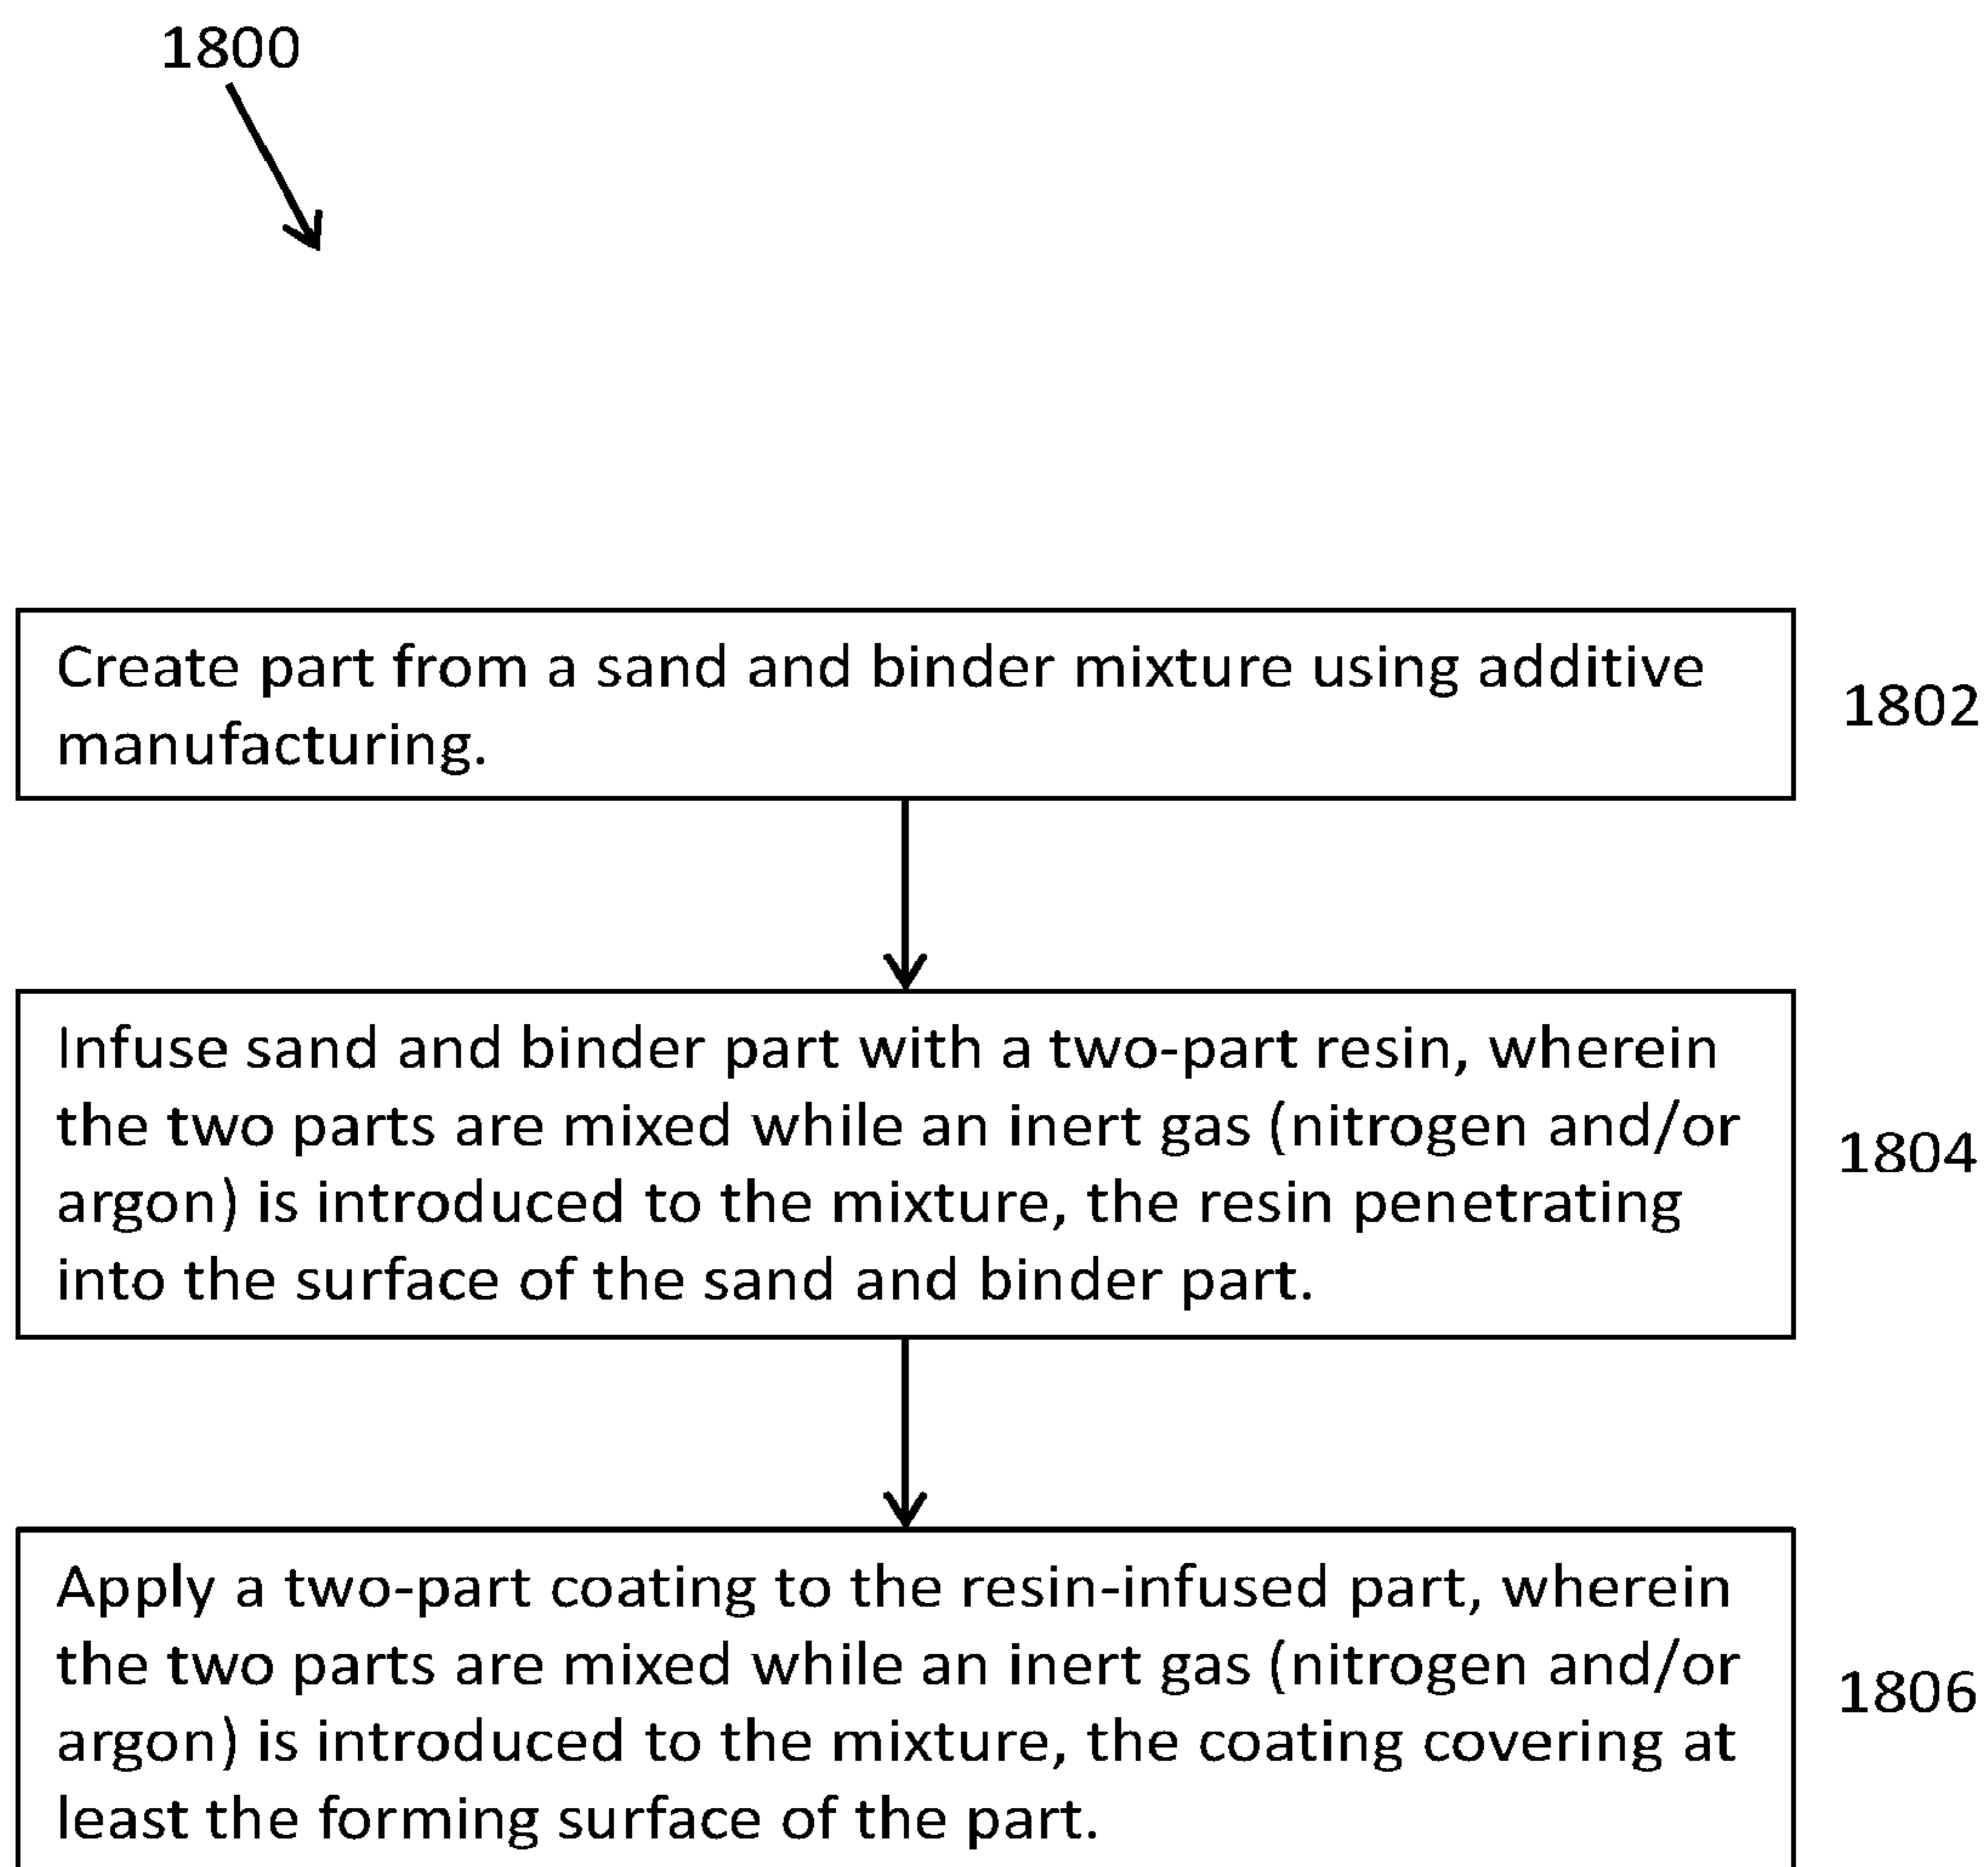 1800
Create part from a sand and binder mixture using additive
manufacturing.
1802
Infuse sand and binder part with a two-part resin, wherein
the two parts are mixed while an inert gas (nitrogen and/or
argon) is introduced to the mixture, the resin penetrating
into the surface of the sand and binder part.
1804
Apply a two-part coating to the resin-infused part, wherein
the two parts are mixed while an inert gas (nitrogen and/or
argon) is introduced to the mixture, the coating covering at
least the forming surface of the part.
1806